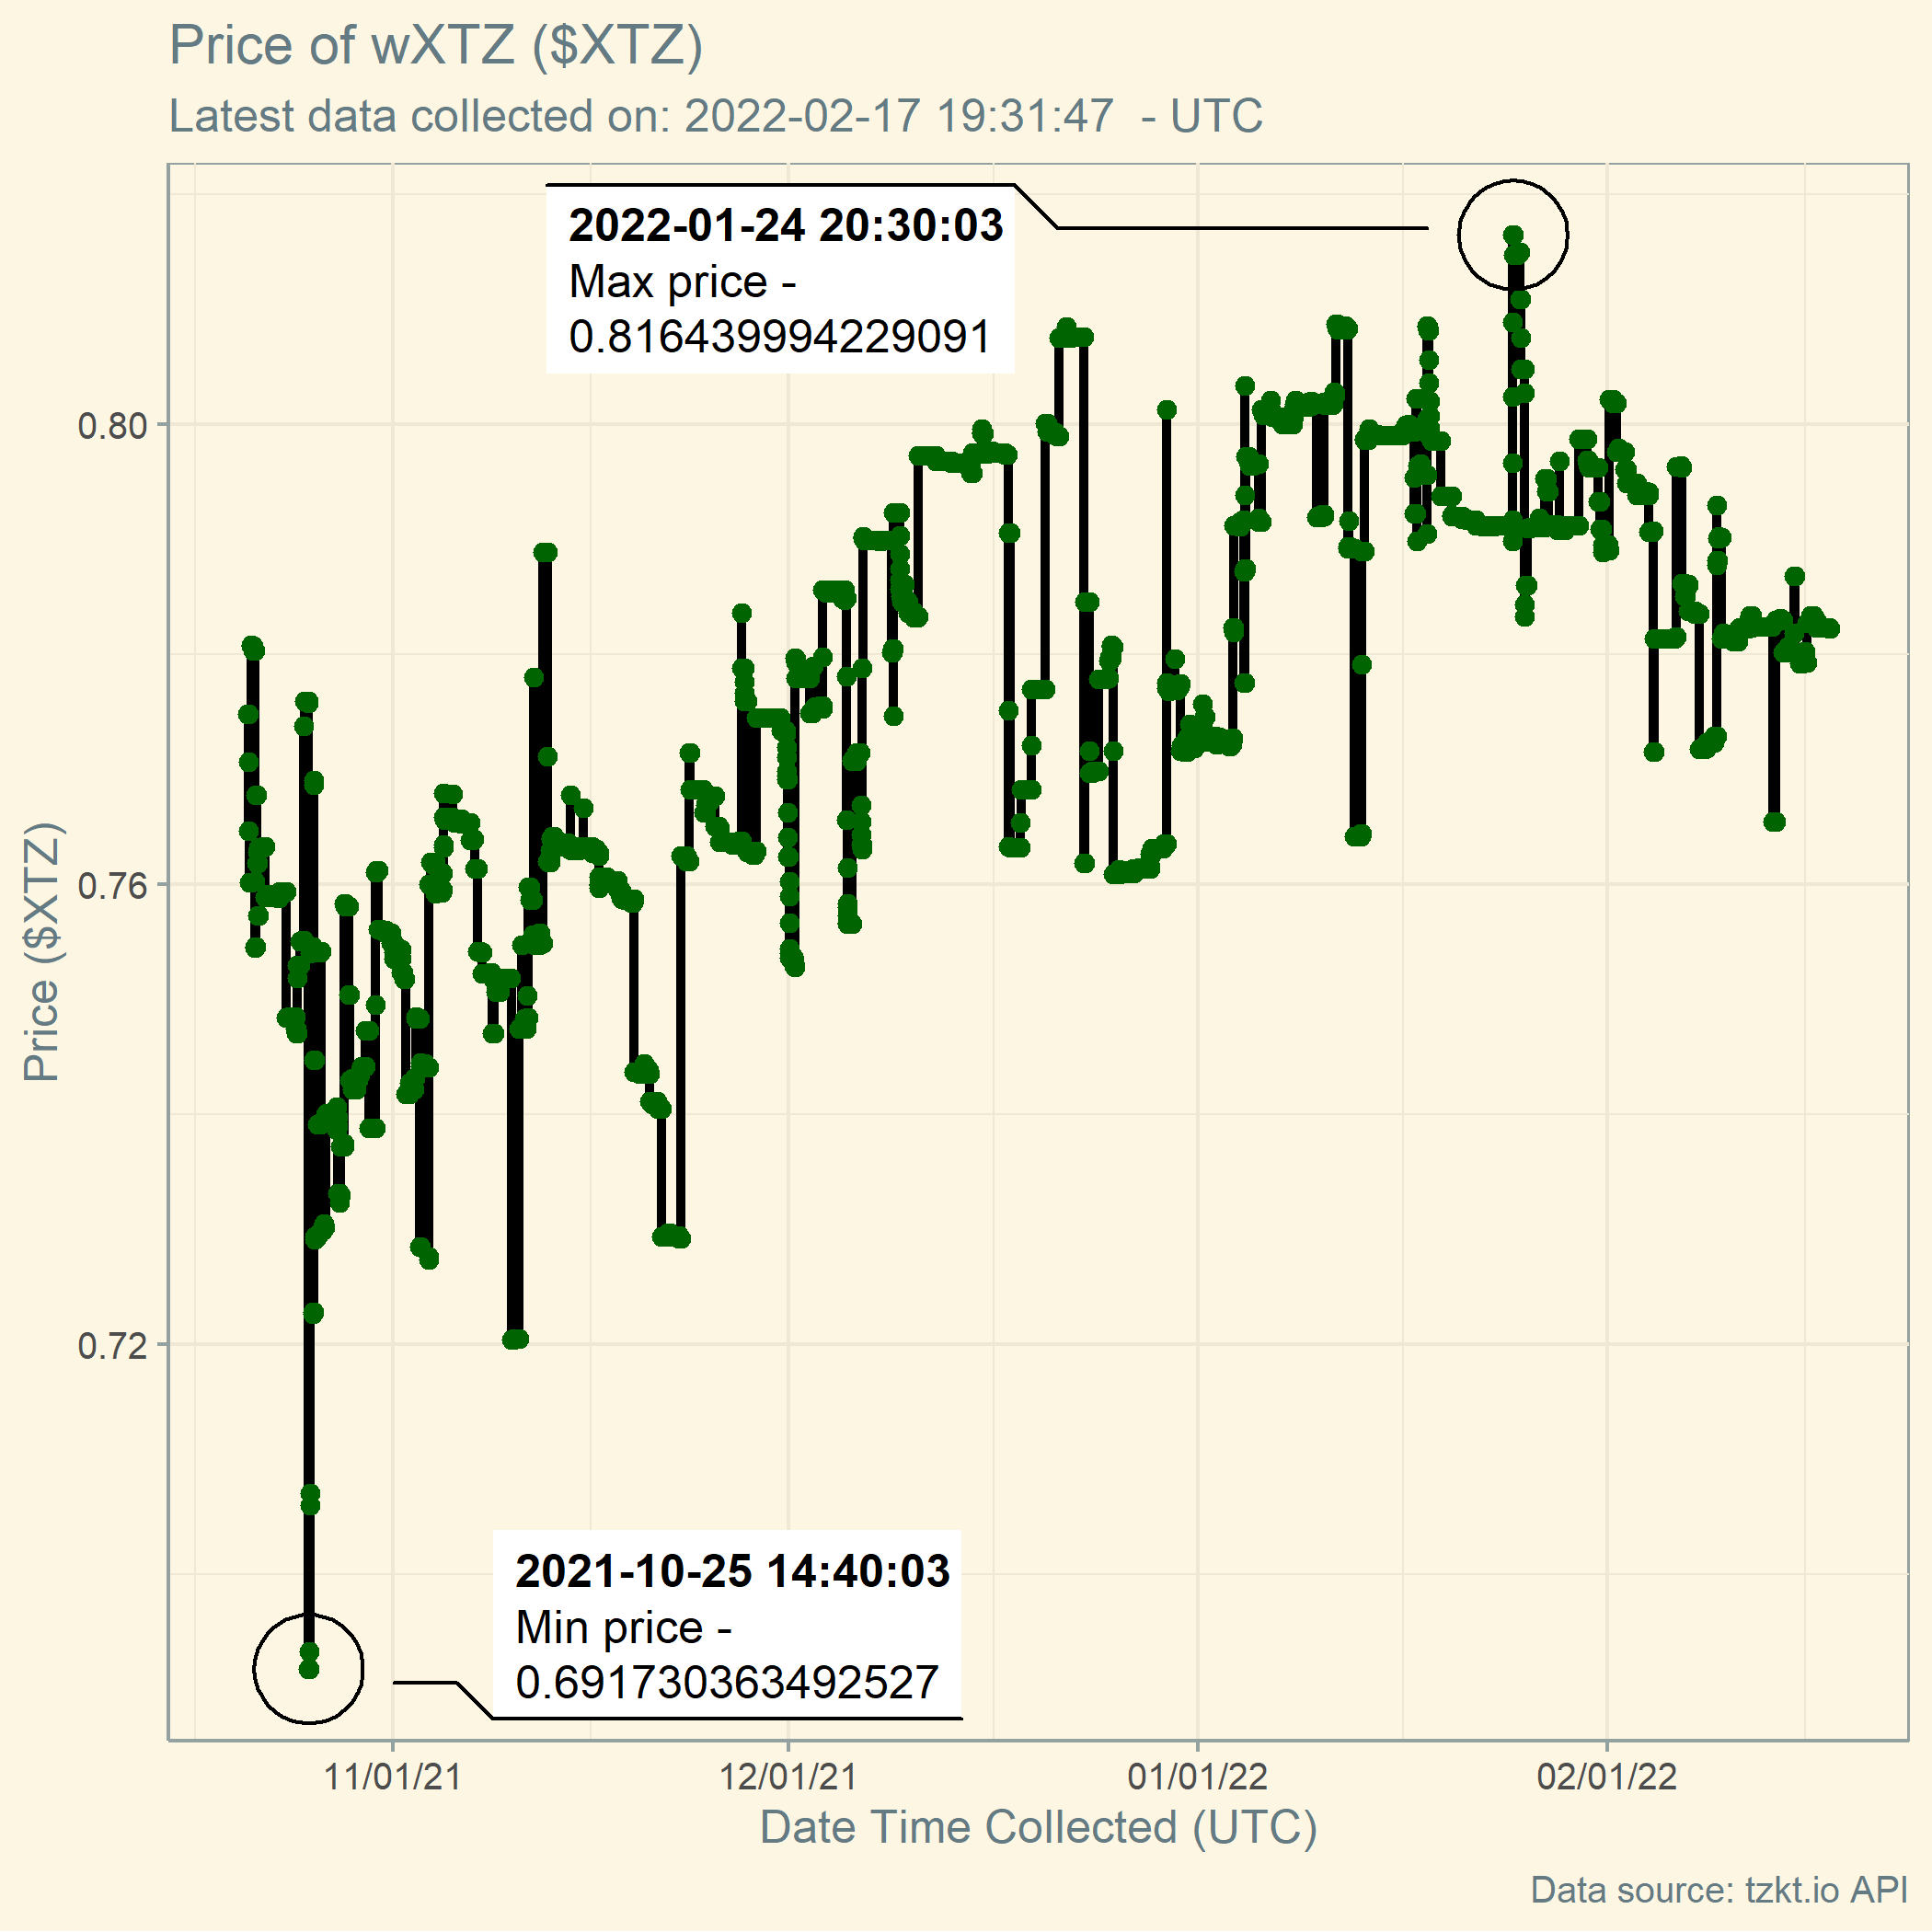 Price of wXTZ ($XTZ)
Latest data collected on: 2022-02-17 19:31:47  - UTC
2022-01-24 20:30:03
Max price -
0.816439994229091
0.80
0.76
0.72
Price ($XTZ)
2021-10-25 14:40:03
Min price -
0.691730363492527
11/01/21
12/01/21
01/01/22
02/01/22
Date Time Collected (UTC)
Data source: tzkt.io API